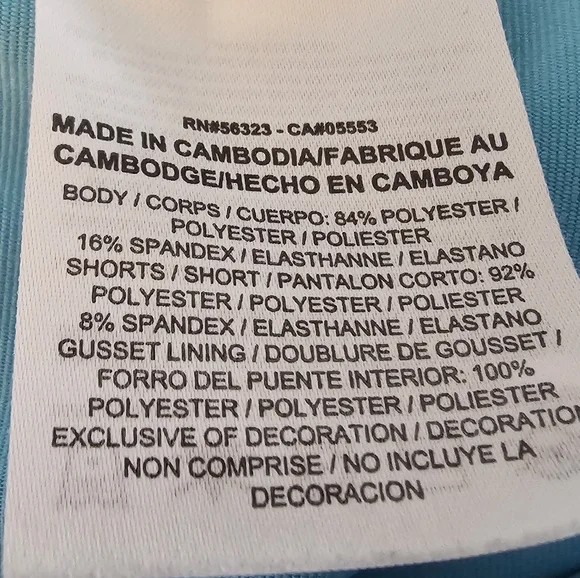 RN#56323 - CA#05553
MADE IN CAMBODIA/FABRIQUE AU
CAMBODGE/HECHO EN CAMBOYA
BODY / CORPS / CUERPO: 84% POLYESTER /
POLYESTER / POLIESTER
16% SPANDEX / ELASTHANNE / ELASTANO
SHORTS / SHORT / PANTALON CORTO: 92%
POLYESTER / POLYESTER / POLIESTER
8% SPANDEX / ELASTHANNE / ELASTANO
GUSSET LINING / DOUBLURE DE GOUSSET /
FORRO DEL PUENTE INTERIOR: 100%
POLYESTER / POLYESTER / POLIESTER
EXCLUSIVE OF DECORATION / DECORATION
NON COMPRISE / NO INCLUYE LA
DECORACION